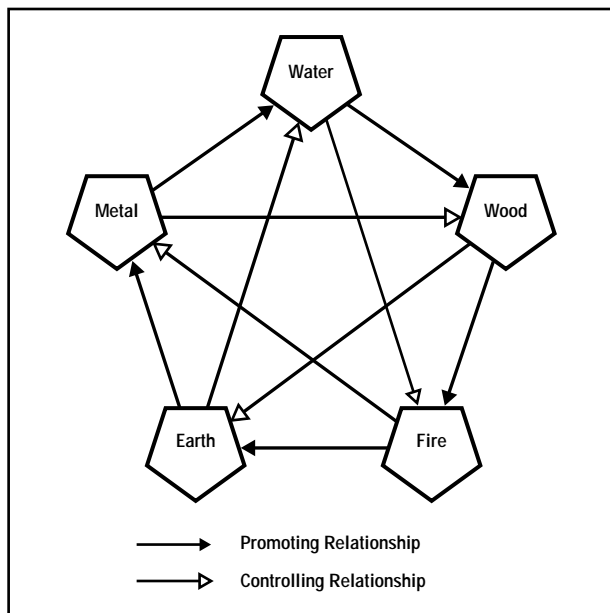 Water
Metal
Wood
Earth
Fire
Promoting Relationship
Controlling Relationship